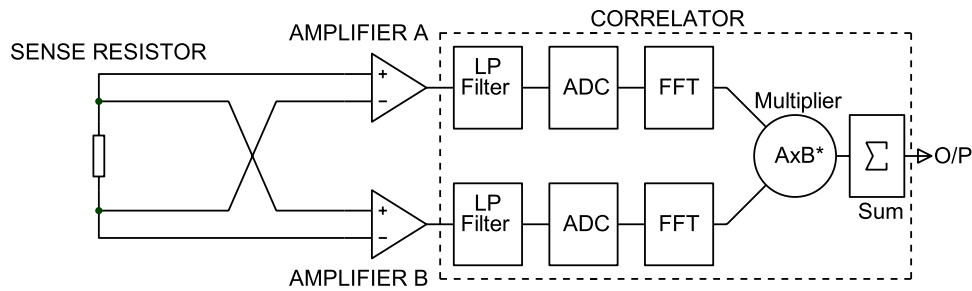 CORRELATOR
AMPLIFIER A
SENSE RESISTOR
+
−
LP
Filter
ADC
FFT
Multiplier
AxB*
Σ
O/P
Sum
+
−
LP
Filter
ADC
FFT
AMPLIFIER B